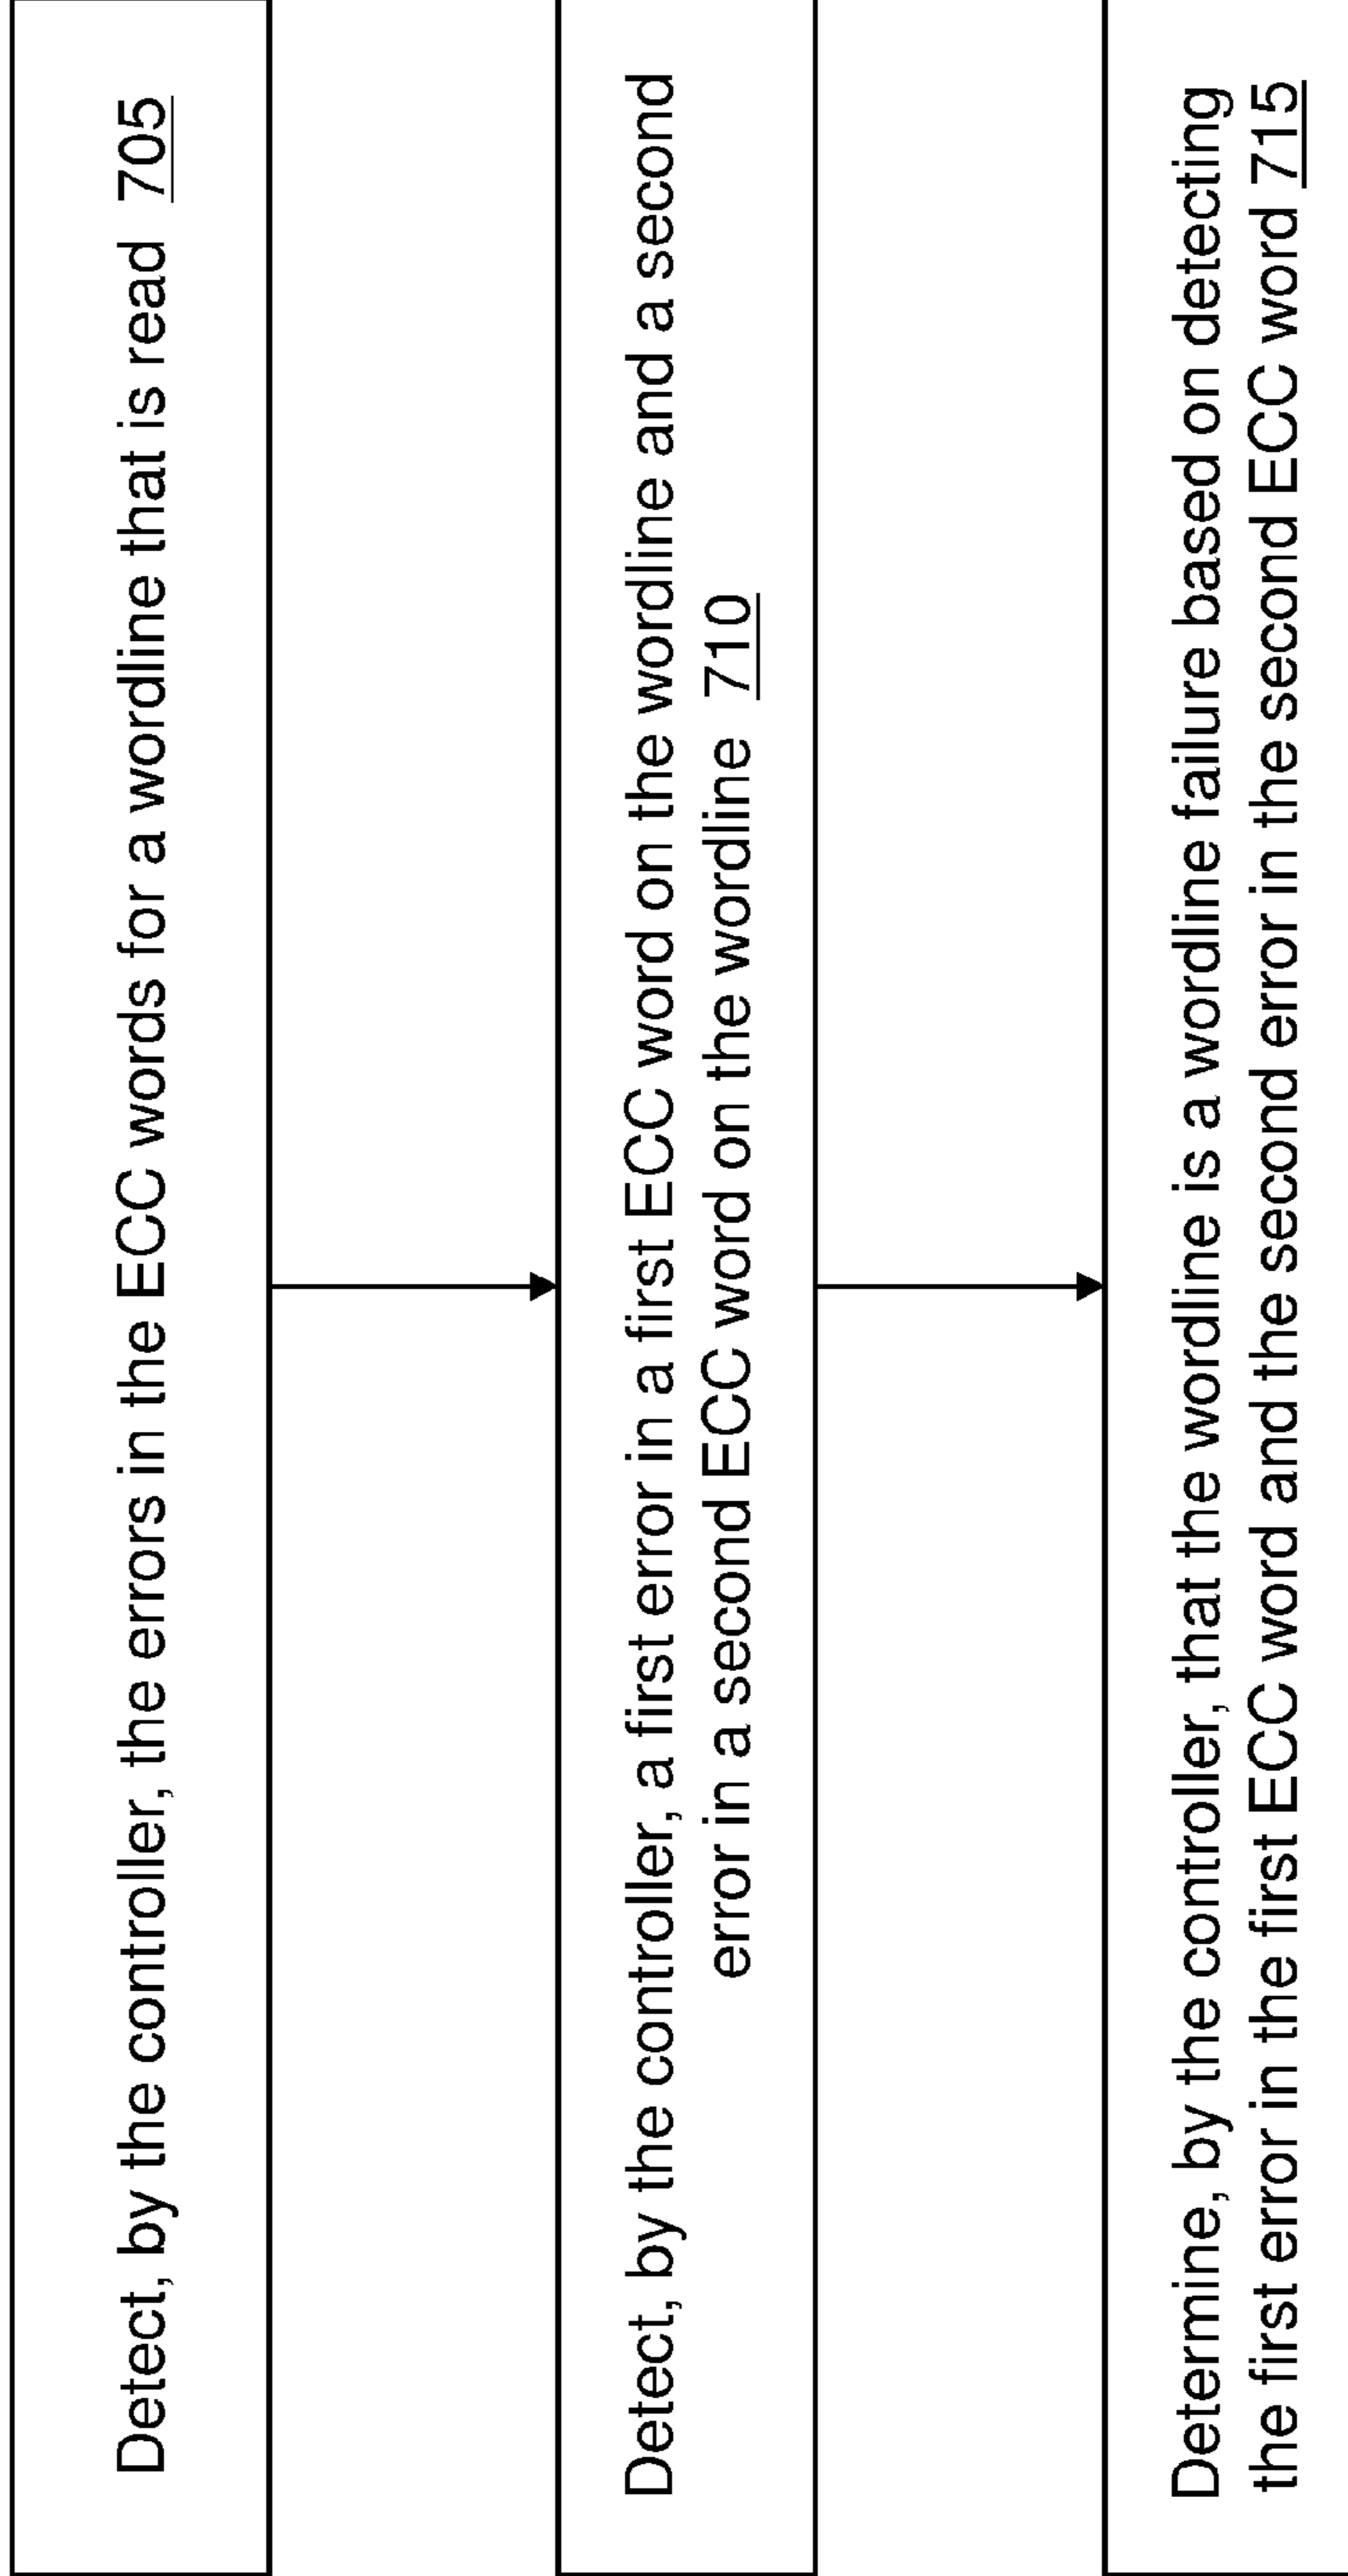 Detect, by the controller, the errors in the ECC words for a wordline that is read 705
Detect, by the controller, a first error in a first ECC word on the wordline and a second
error in a second ECC word on the wordline 710
Determine, by the controller, that the wordline is a wordline failure based on detecting
the first error in the first ECC word and the second error in the second ECC word 715